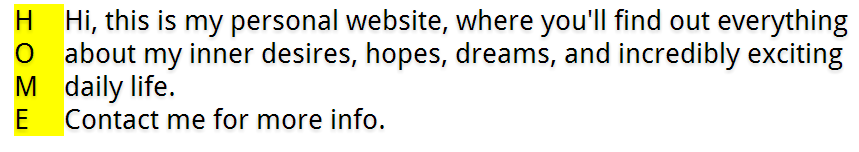 H Hi, this is my personal website, where you'll find out everything
O about my inner desires, hopes, dreams, and incredibly exciting
M daily life.
E Contact me for more info.